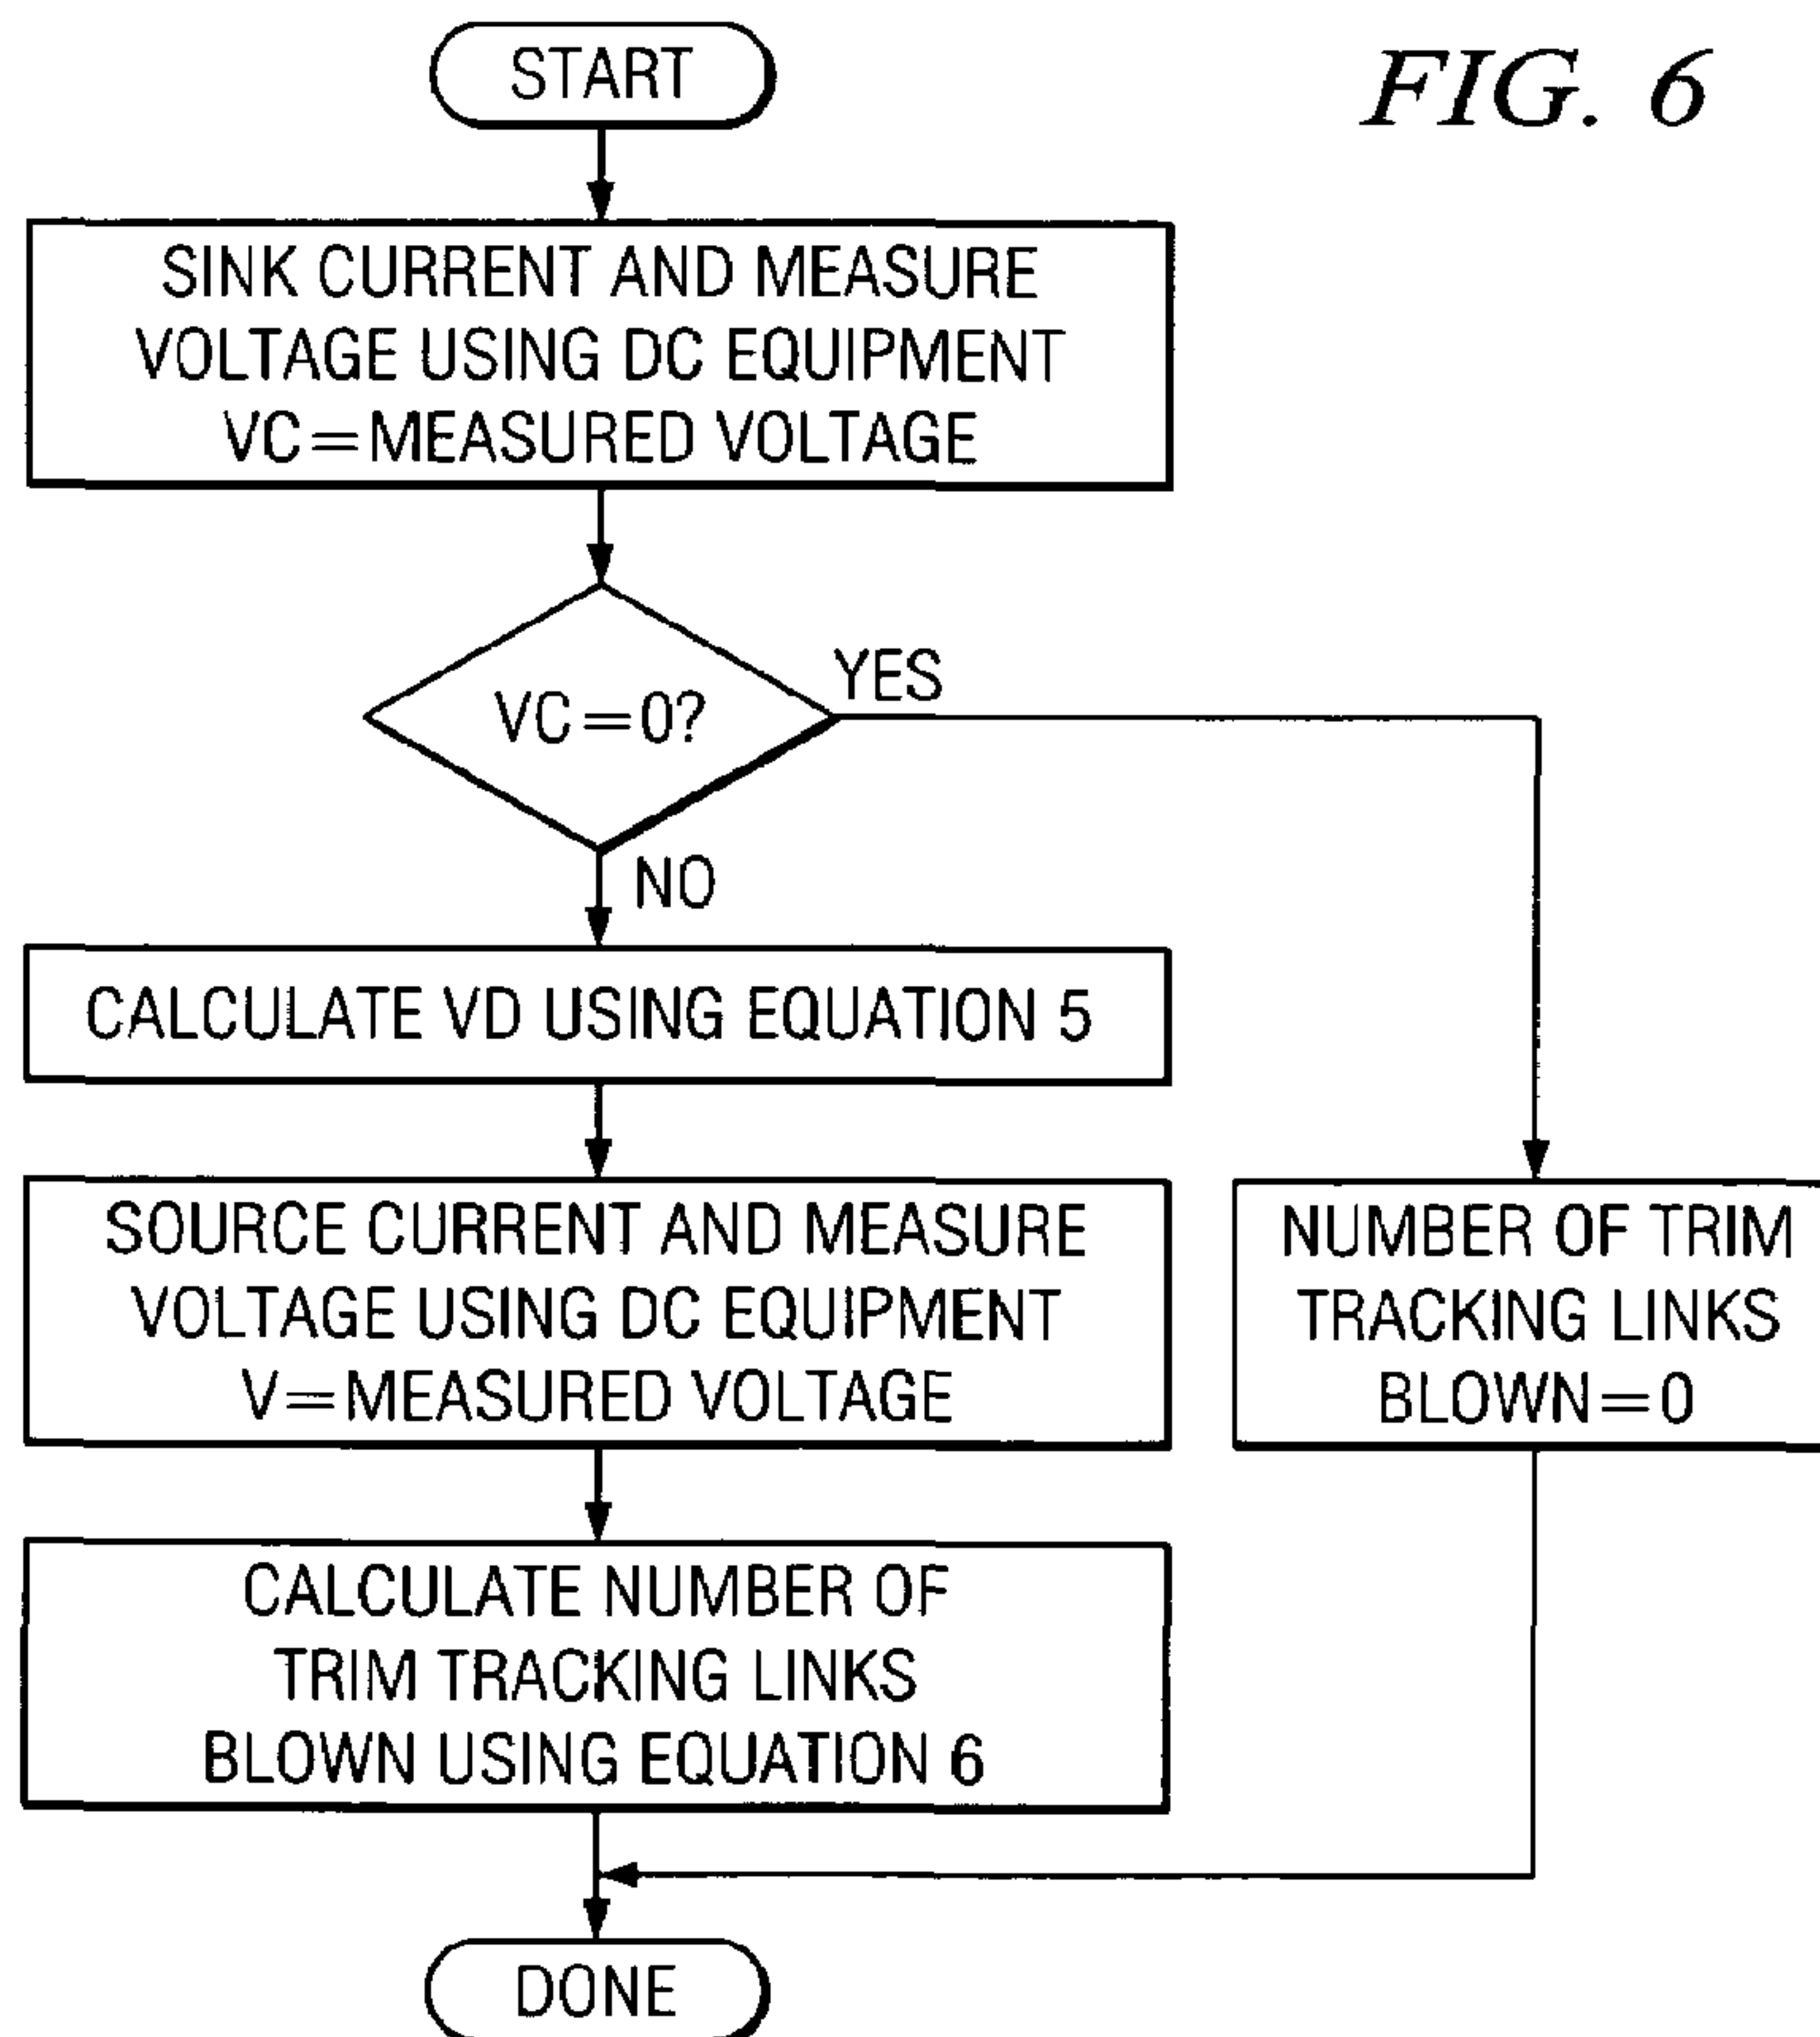 START
FIG. 6
SINK CURRENT AND MEASURE
VOLTAGE USING DC EQUIPMENT
VC=MEASURED VOLTAGE
VC=0?
YES
NO
CALCULATE VD USING EQUATION 5
SOURCE CURRENT AND MEASURE
VOLTAGE USING DC EQUIPMENT
V=MEASURED VOLTAGE
NUMBER OF TRIM
TRACKING LINKS
BLOWN=0
CALCULATE NUMBER OF
TRIM TRACKING LINKS
BLOWN USING EQUATION 6
DONE